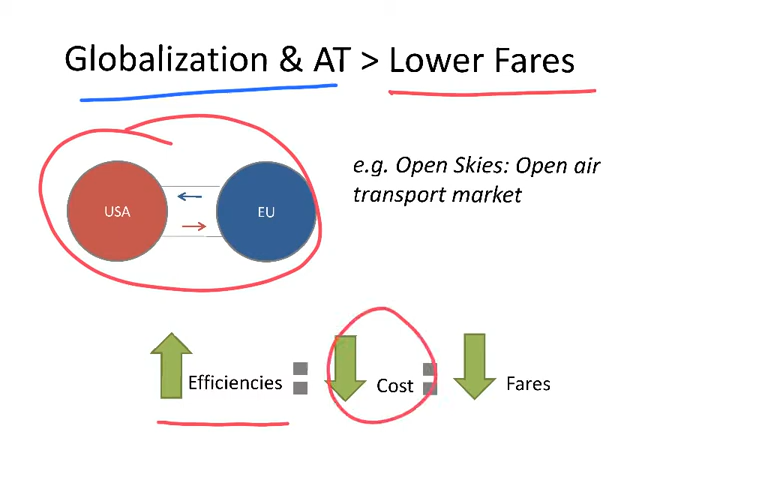 Globalization & AT > Lower Fares
e.g. Open Skies: Open air
transport market
USA
EU
Efficiencies
Cost
Fares